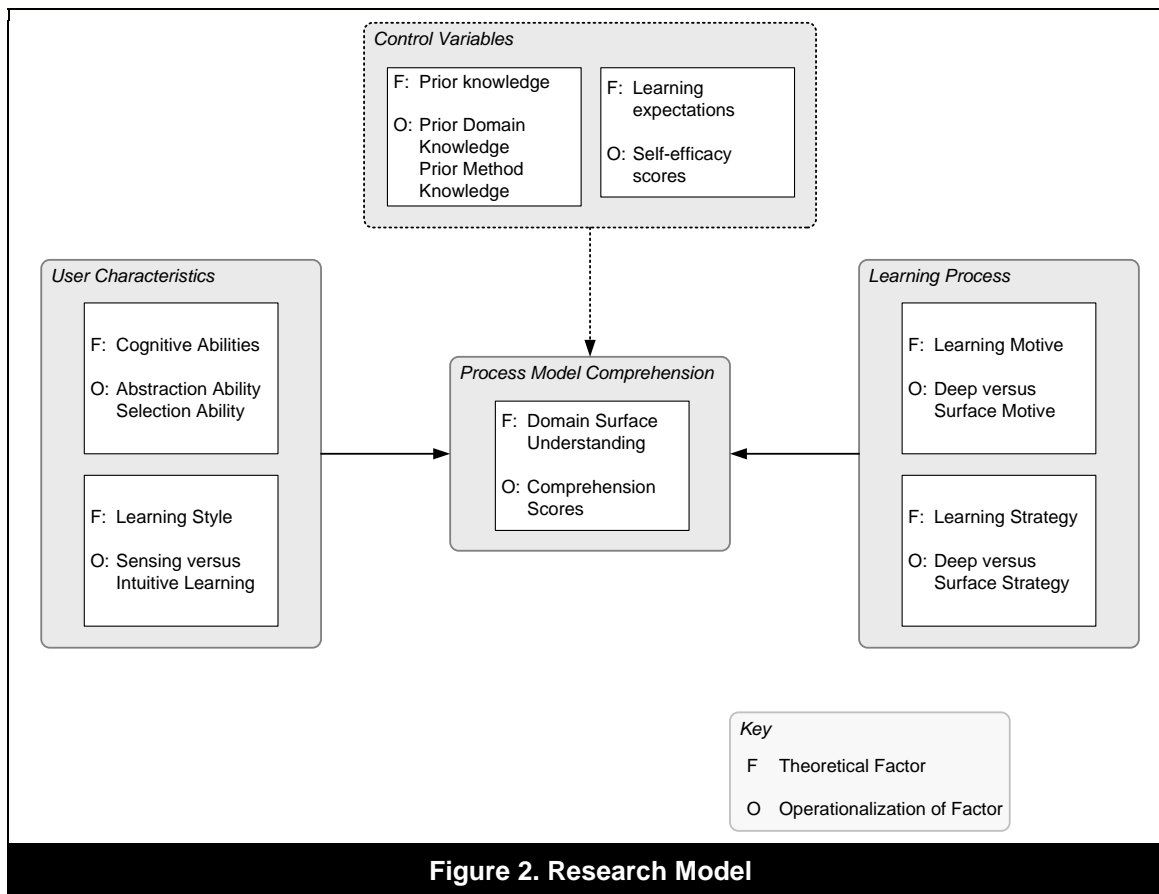 Control Variables
F: Prior knowledge
O: Prior Domain
Knowledge
Prior Method
Knowledge
F: Learning
expectations
O: Self-efficacy
scores
User Characteristics
F: Cognitive Abilities
O: Abstraction Ability
Selection Ability
F: Learning Style
O: Sensing versus
Intuitive Learning
Process Model Comprehension
F: Domain Surface
Understanding
O: Comprehension
Scores
Learning Process
F: Learning Motive
O: Deep versus
Surface Motive
F: Learning Strategy
O: Deep versus
Surface Strategy
Key
F Theoretical Factor
O Operationalization of Factor
Figure 2. Research Model